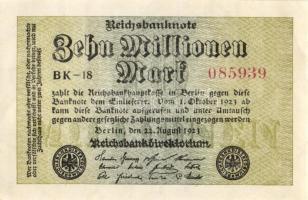 Reichsbanknote
Zehn Millionen
Mark
BK-18
085939
zahlt die Reichsbankhauptkasse in Berlin gegen diese
Banknote dem Einlieferer. Vom 1. Oktober 1923 ab
kann diese Banknote aufgerufen und unter Umtausch
gegen andere gesetzliche Zahlungsmittel eingezogen werden
Berlin, den 22. August 1923
Reichsbankdirektorium